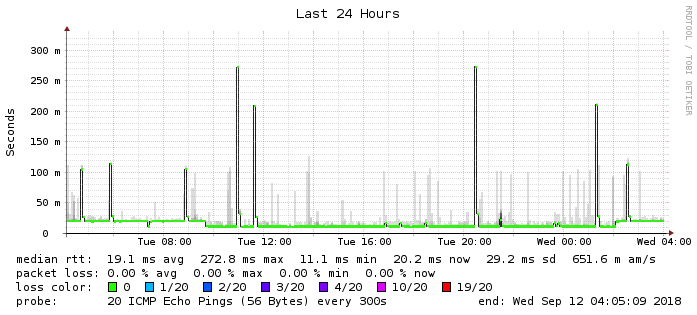 Last 24 Hours
RRDTOOL / TOBI OETIKER
Seconds
300 m
250 m
200 m
150 m
100 m
50 m
0
Tue 08:00 Tue 12:00 Tue 16:00 Tue 20:00 Wed 00:00 Wed 04:00
median rtt: 19.1 ms avg 272.8 ms max 11.1 ms min 20.2 ms now 29.2 ms sd 651.6 m am/s
packet loss: 0.00 % avg 0.00 % max 0.00 % min 0.00 % now
loss color: 0 1/20 2/20 3/20 4/20 10/20 19/20
probe: 20 ICMP Echo Pings (56 Bytes) every 300s end: Wed Sep 12 04:05:09 2018